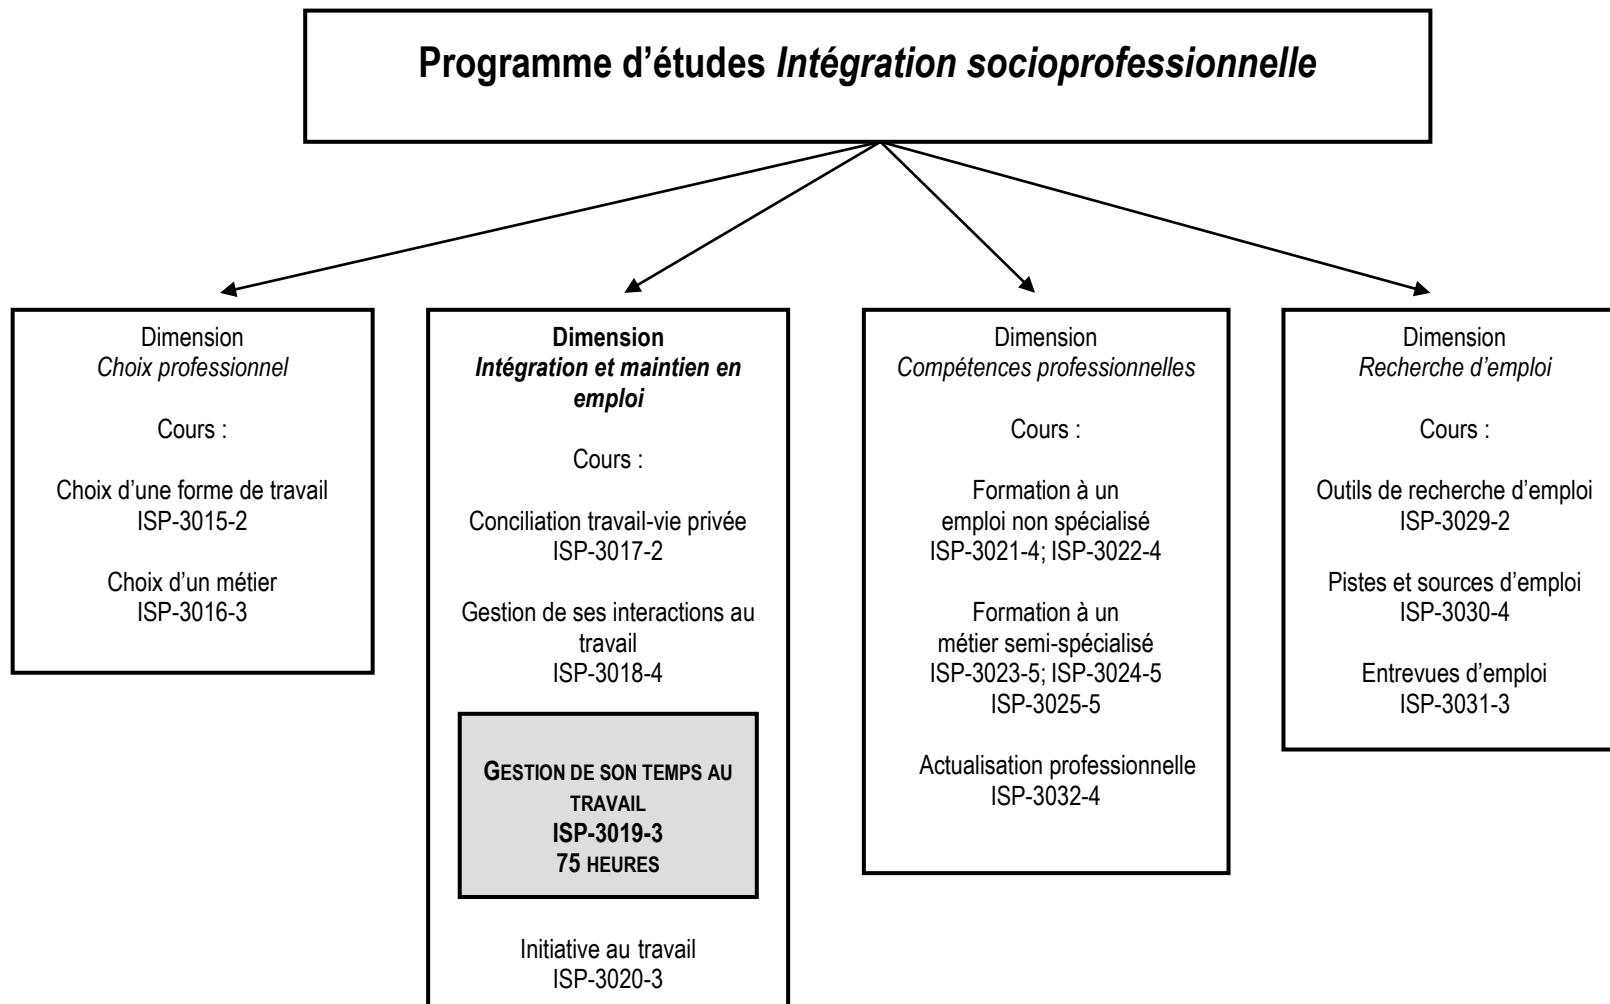 Programme d'études Intégration socioprofessionnelle
Dimension
Choix professionnel
Cours :
Choix d'une forme de travail
ISP-3015-2
Choix d'un métier
ISP-3016-3
Dimension
Intégration et maintien en
emploi
Cours :
Conciliation travail-vie privée
ISP-3017-2
Gestion de ses interactions au
travail
ISP-3018-4
GESTION DE SON TEMPS AU
TRAVAIL
ISP-3019-3
75 HEURES
Initiative au travail
ISP-3020-3
Dimension
Compétences professionnelles
Cours :
Formation à un
emploi non spécialisé
ISP-3021-4; ISP-3022-4
Formation à un
métier semi-spécialisé
ISP-3023-5; ISP-3024-5
ISP-3025-5
Actualisation professionnelle
ISP-3032-4
Dimension
Recherche d'emploi
Cours :
Outils de recherche d'emploi
ISP-3029-2
Pistes et sources d'emploi
ISP-3030-4
Entrevues d'emploi
ISP-3031-3